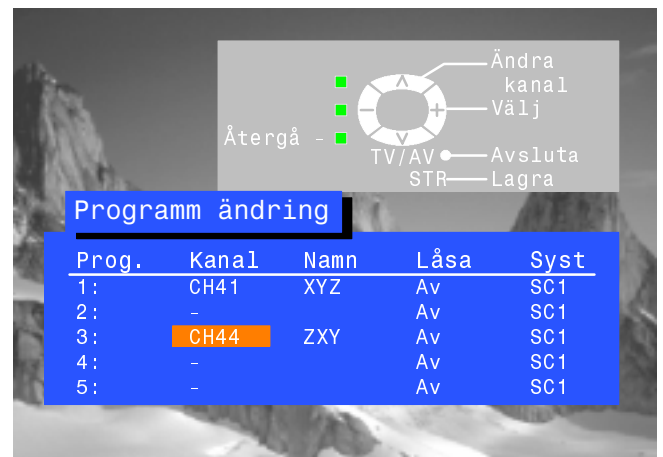 Ändra
kanal
Välj
Återgå -
TV/AV Avsluta
STR Lagra
Programm ändring
Prog. Kanal Namn Låsa Syst
1: CH41 XYZ Av SC1
2: - Av SC1
3: CH44 ZXY Av SC1
4: - Av SC1
5: - Av SC1